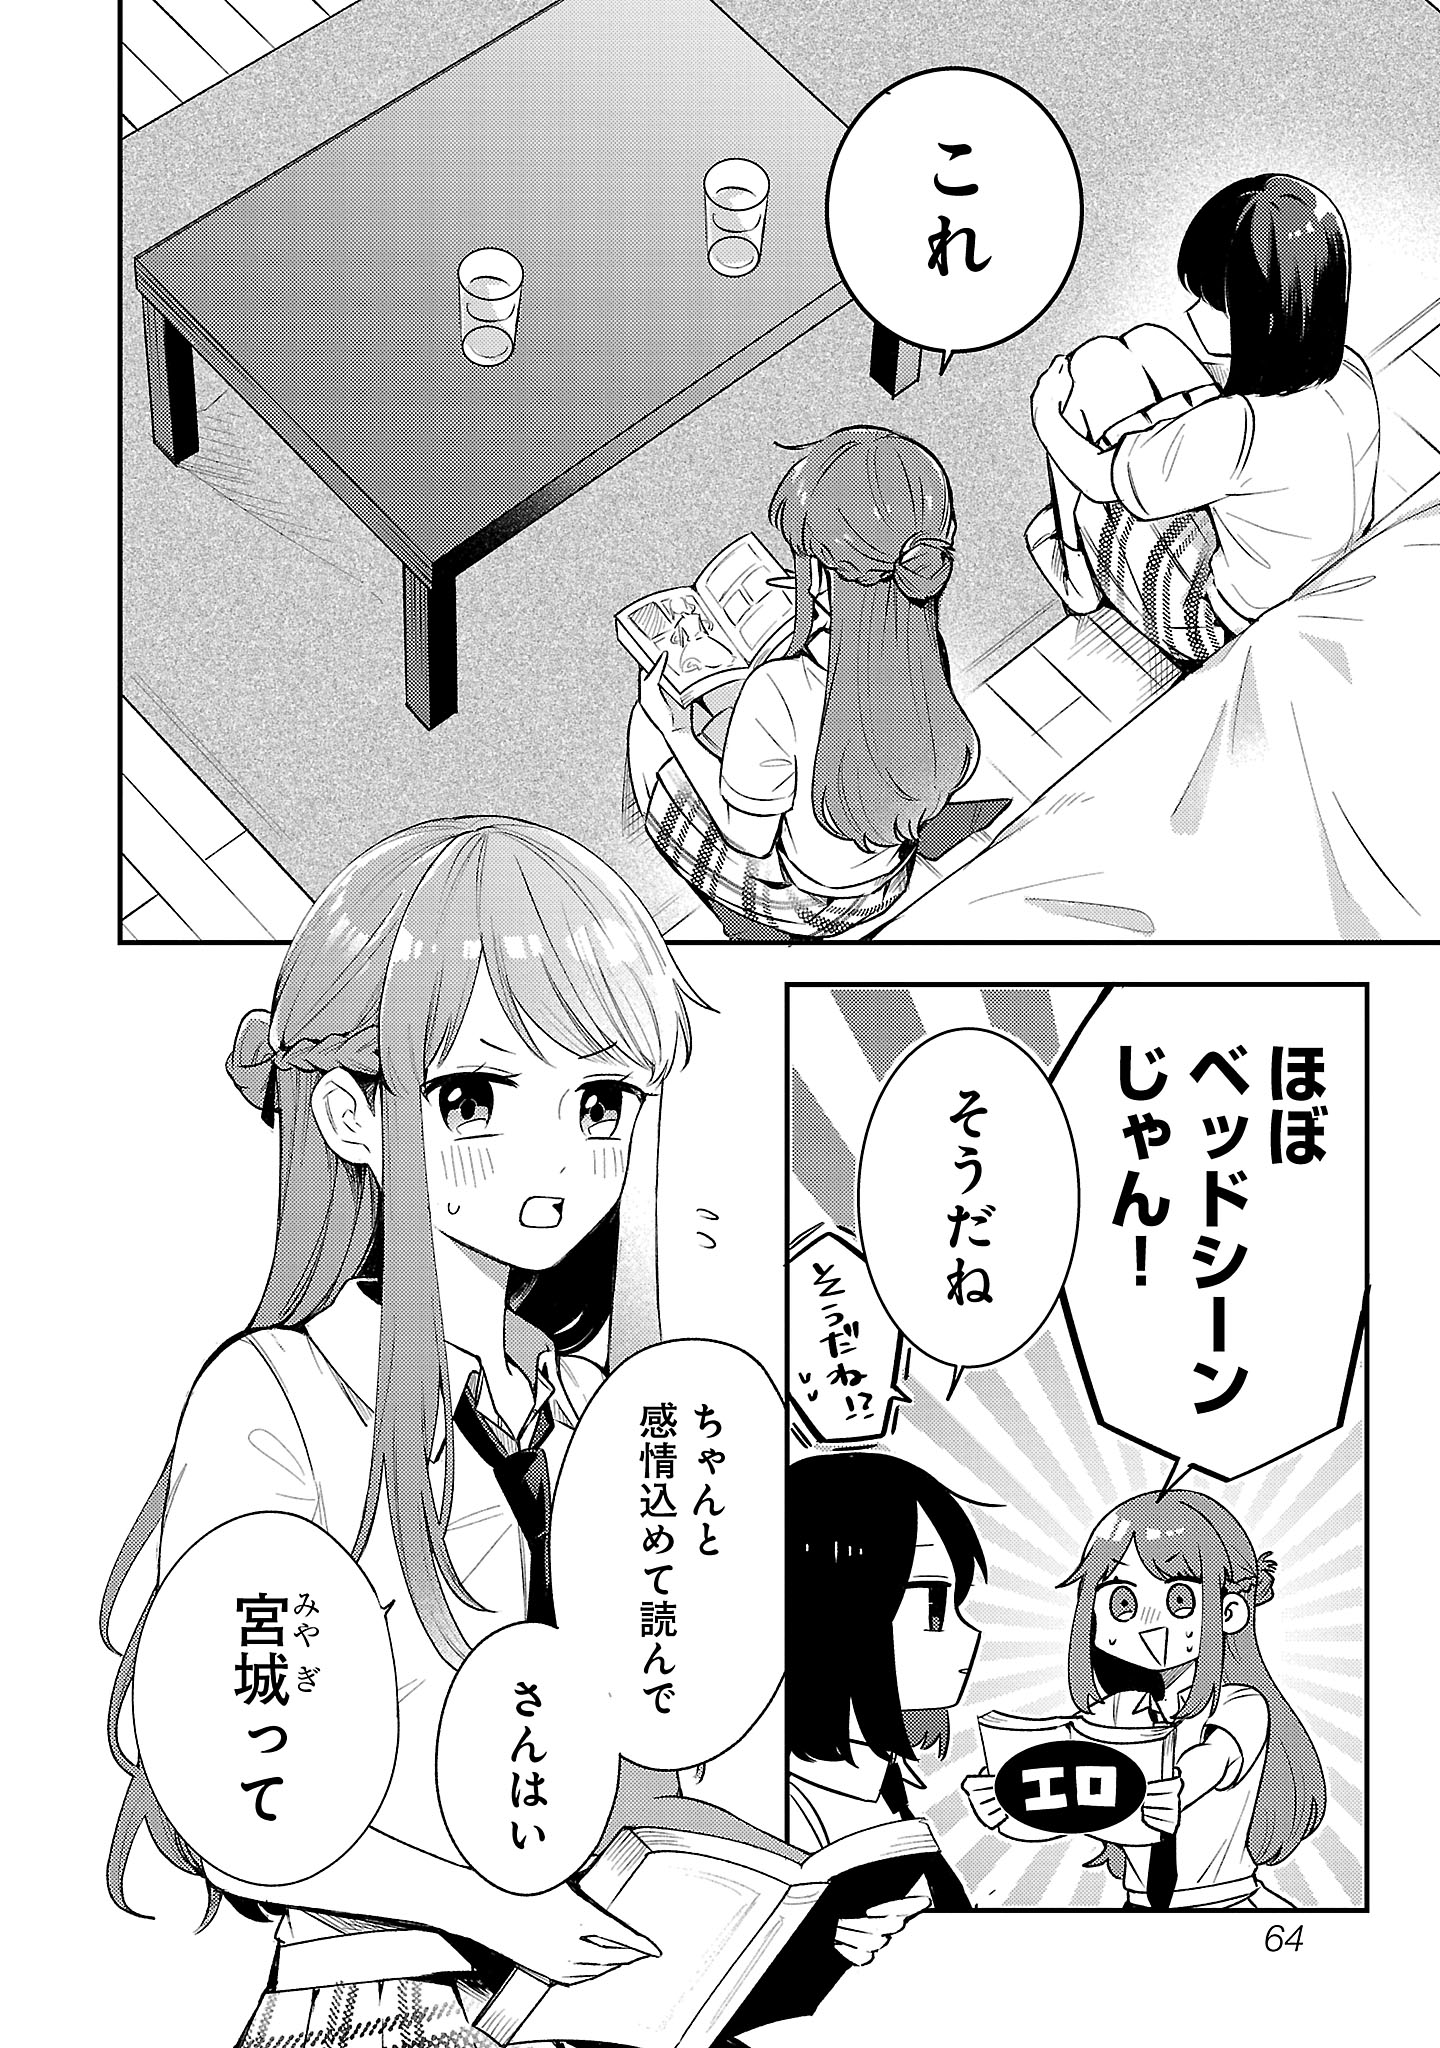 これ
ほぼ
ベッドシーン
じゃん！
そうだね
そうだね!?
エロ
ちゃんと
感情込めて読んで
さんはい
宮城って
みやぎ
64